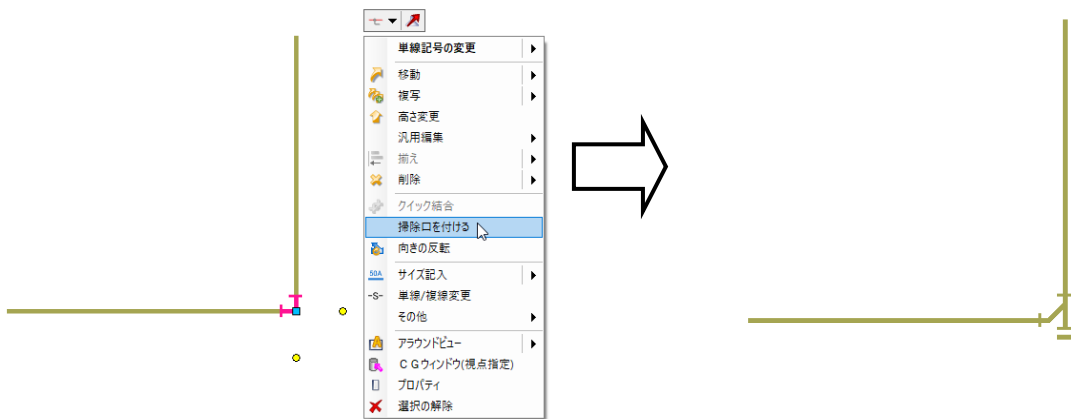 単線記号の変更
移動
複写
高さ変更
汎用編集
揃え
削除
クイック結合
掃除口を付ける
向きの反転
50A サイズ記入
-S- 単線/複線変更
その他
アラウンドビュー
CGウィンドウ(視点指定)
プロパティ
選択の解除